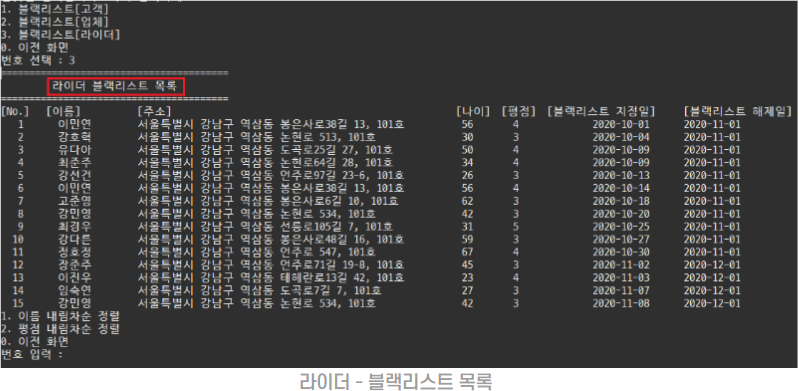 1. 블랙리스트[고객]
2. 블랙리스트[업체]
3. 블랙리스트[라이더]
0. 이전 화면
번호 선택 : 3
========================================
라이더 블랙리스트 목록
========================================
[No.] [이름] [주소] [나이] [평점] [블랙리스트 지정일] [블랙리스트 해제일]
1 이민연 서울특별시 강남구 역삼동 봉은사로38길 13, 101호 56 4 2020-10-01 2020-11-01
2 강호혁 서울특별시 강남구 역삼동 논현로 513, 101호 30 3 2020-10-04 2020-11-01
3 유다아 서울특별시 강남구 역삼동 도곡로25길 27, 101호 50 4 2020-10-09 2020-11-01
4 최준주 서울특별시 강남구 역삼동 논현로64길 28, 101호 34 4 2020-10-09 2020-11-01
5 강선건 서울특별시 강남구 역삼동 언주로97길 23-6, 101호 26 3 2020-10-13 2020-11-01
6 이민연 서울특별시 강남구 역삼동 봉은사로38길 13, 101호 56 4 2020-10-14 2020-11-01
7 고준영 서울특별시 강남구 역삼동 봉은사로6길 10, 101호 62 3 2020-10-18 2020-11-01
8 강민영 서울특별시 강남구 역삼동 논현로 534, 101호 42 3 2020-10-20 2020-11-01
9 최경우 서울특별시 강남구 역삼동 선릉로105길 7, 101호 31 5 2020-10-25 2020-11-01
10 강다른 서울특별시 강남구 역삼동 봉은사로48길 16, 101호 59 3 2020-10-27 2020-11-01
11 정호정 서울특별시 강남구 역삼동 언주로 547, 101호 67 4 2020-10-30 2020-11-01
12 장준수 서울특별시 강남구 역삼동 언주로71길 19-8, 101호 45 3 2020-11-02 2020-12-01
13 이진우 서울특별시 강남구 역삼동 테헤란로13길 42, 101호 23 4 2020-11-03 2020-12-01
14 임숙연 서울특별시 강남구 역삼동 도곡로7길 7, 101호 27 3 2020-11-07 2020-12-01
15 강민영 서울특별시 강남구 역삼동 논현로 534, 101호 42 3 2020-11-08 2020-12-01
1. 이름 내림차순 정렬
2. 평점 내림차순 정렬
0. 이전 화면
번호 입력 :
라이더 - 블랙리스트 목록